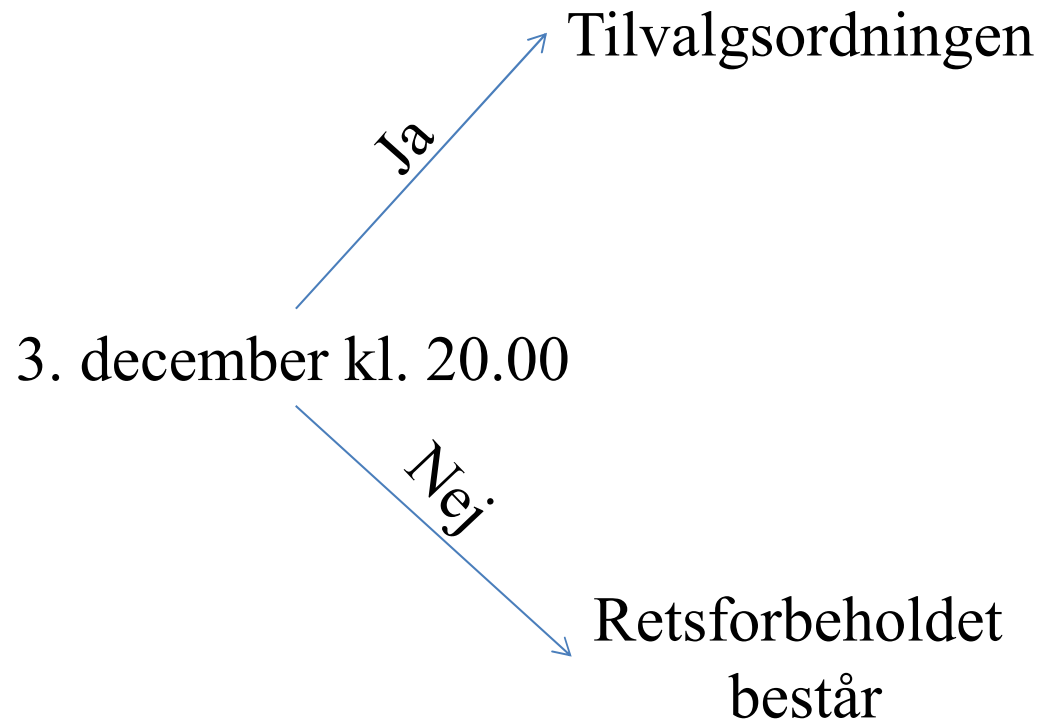 Tilvalgsordningen
Ja
3. december kl. 20.00
Nej
Retsforbeholdet
består